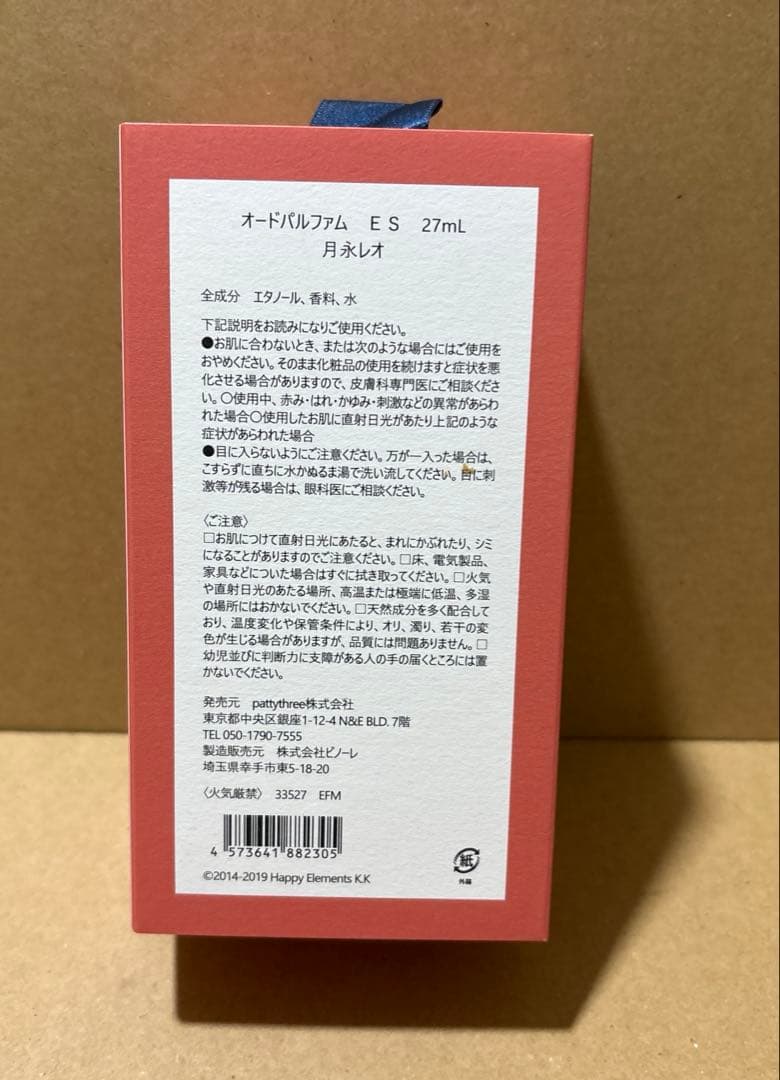 オードパルファム　ＥＳ　27mL
月永レオ
全成分　エタノール、香料、水
下記説明をお読みになりご使用ください。
●お肌に合わないとき、または次のような場合にはご使用を
おやめください。そのまま化粧品の使用を続けますと症状を悪
化させる場合がありますので、皮膚科専門医にご相談くださ
い。〇使用中、赤み・はれ・かゆみ・刺激などの異常があらわ
れた場合〇使用したお肌に直射日光があたり上記のような
症状があらわれた場合
●目に入らないようにご注意ください。万が一入った場合は、
こすらずに直ちに水かぬるま湯で洗い流してください。目に刺
激等が残る場合は、眼科医にご相談ください。
〈ご注意〉
□お肌につけて直射日光にあたると、まれにかぶれたり、シミ
になることがありますのでご注意ください。□床、電気製品、
家具などについた場合はすぐに拭き取ってください。□火気
や直射日光のあたる場所、高温または極端に低温、多湿
の場所にはおかないでください。□天然成分を多く配合して
おり、温度変化や保管条件により、オリ、濁り、若干の変
色が生じる場合がありますが、品質には問題ありません。□
幼児並びに判断力に支障がある人の手の届くところには置
かないでください。
発売元　pattythree株式会社
東京都中央区銀座1-12-4 N&E BLD. 7階
TEL 050-1790-7555
製造販売元　株式会社ピノーレ
埼玉県幸手市東5-18-20
〈火気厳禁〉 33527 EFM
4 573641 882305
紙
外箱
©2014-2019 Happy Elements K.K